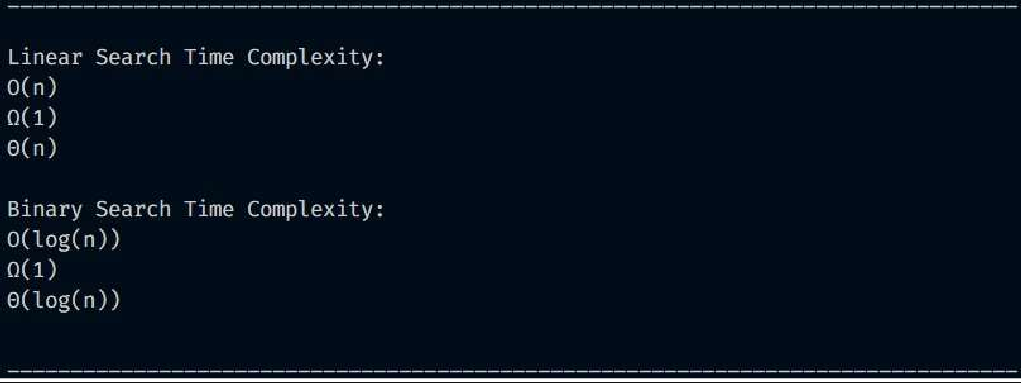 Linear Search Time Complexity:
O(n)
Ω(1)
Θ(n)
Binary Search Time Complexity:
O(log(n))
Ω(1)
Θ(log(n))